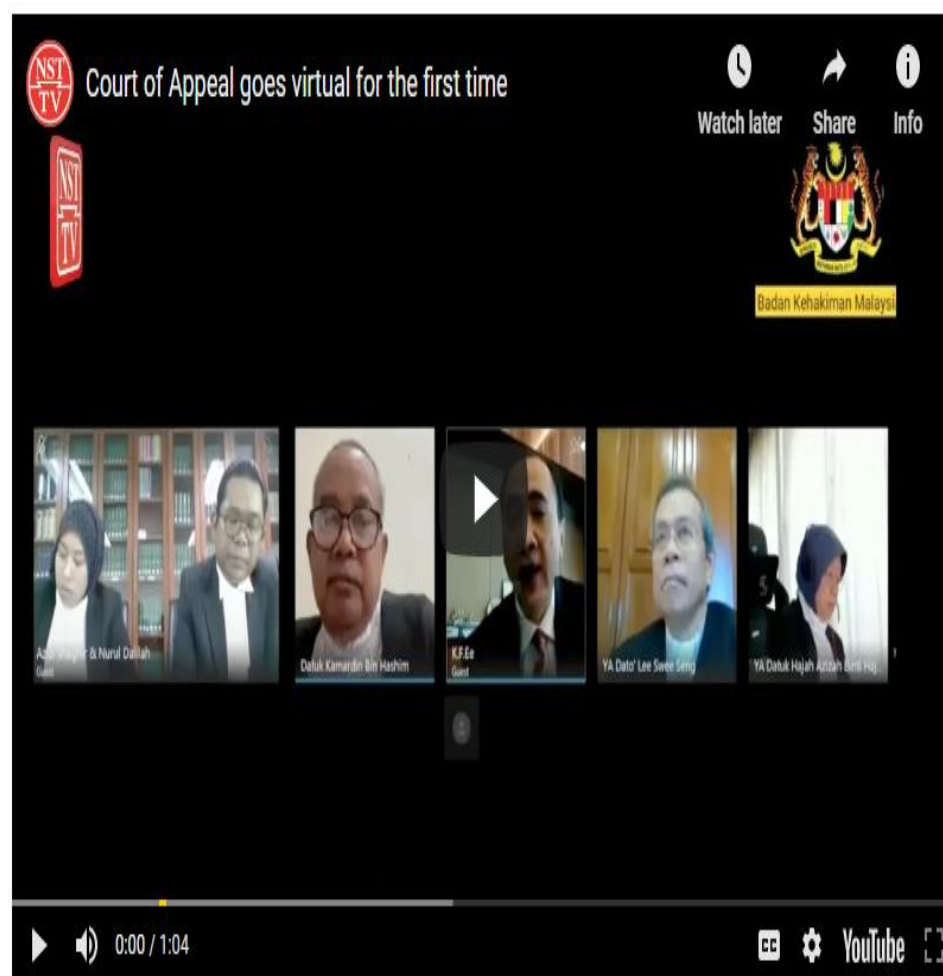 NST
TV
Court of Appeal goes virtual for the first time
Watch later
Share
Info
NST
TV
Badan Kehakiman Malaysi
& Nurul Dalilah
Guest
Datuk Kamardin Bin Hashim
K.F.Ee
Guest
YA Dato' Lee Swee Seng
YA Datuk Hajah Azizah Binti Haj
0:00 / 1:04
CC
YouTube